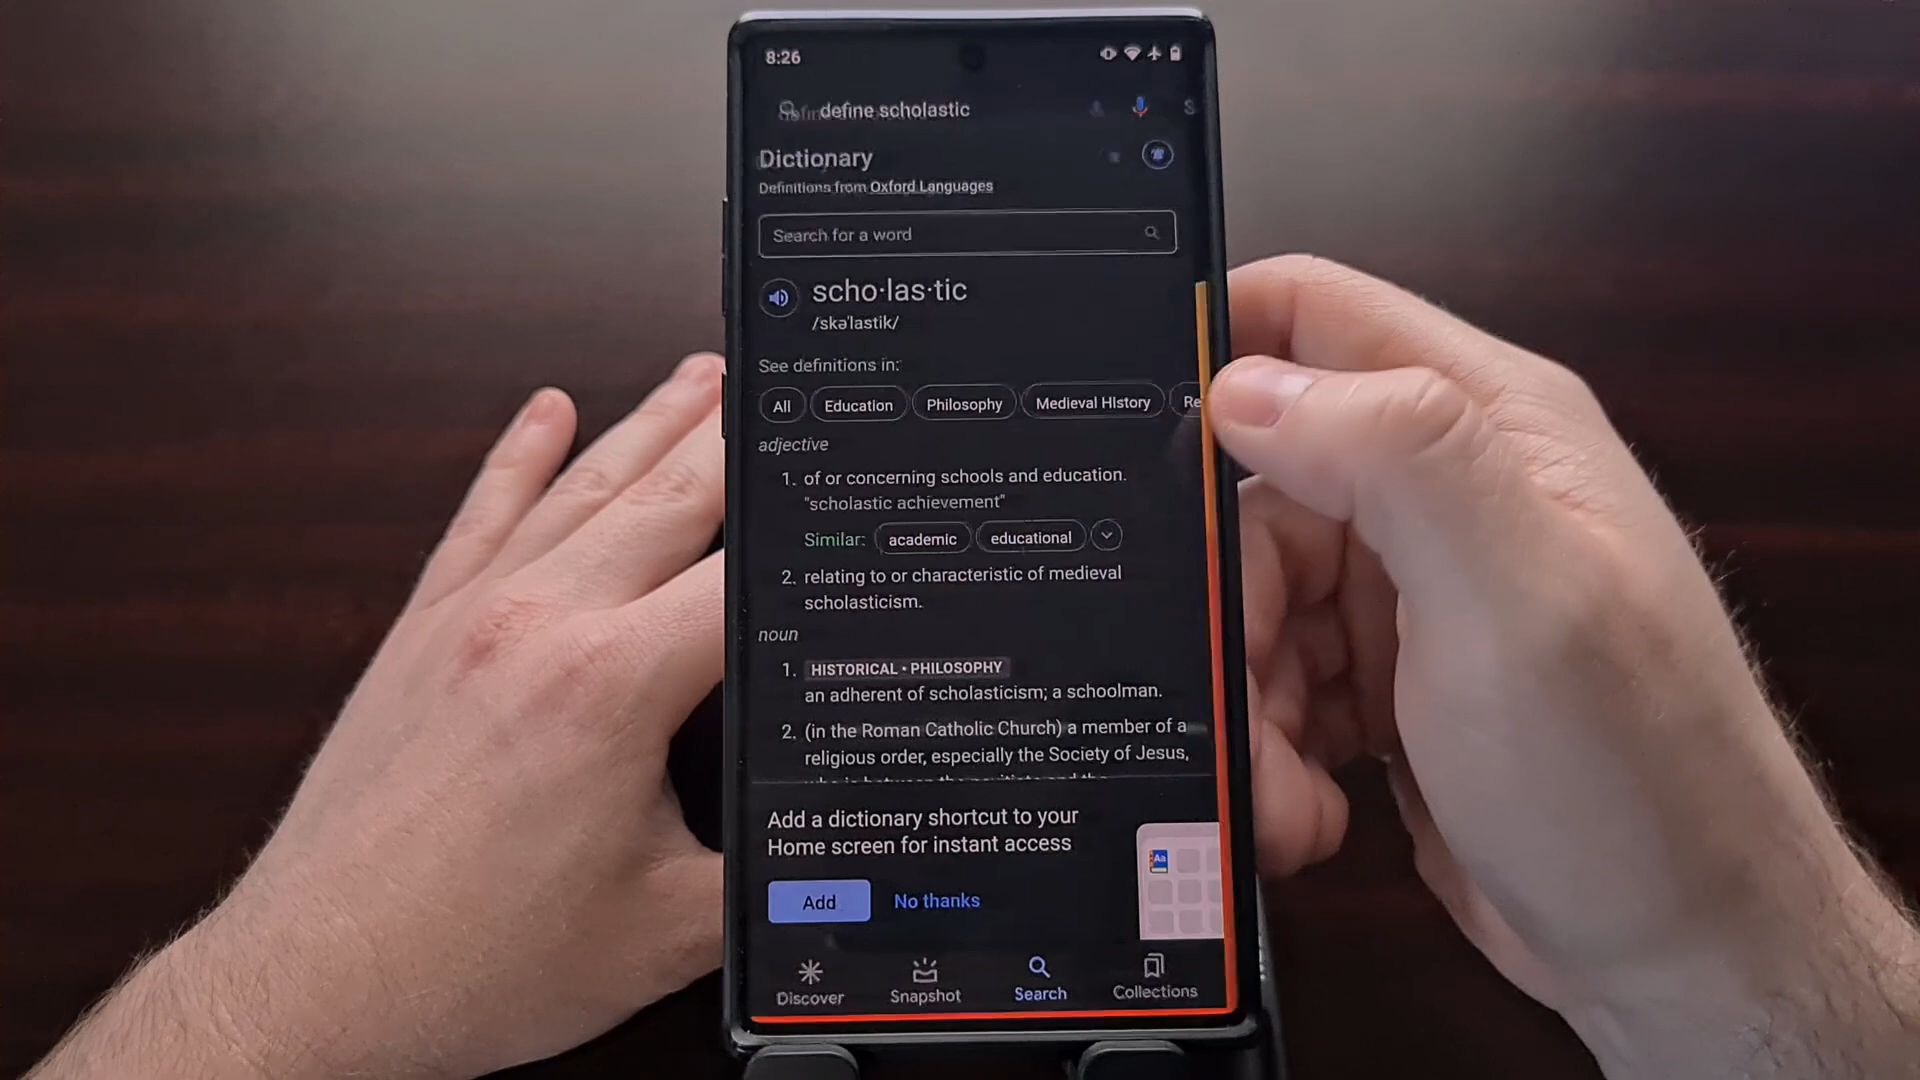 8:26
define scholastic
Dictionary
Definitions from Oxford Languages
Search for a word
scho·las·tic
/skəˈlastik/
See definitions in:
All Education Philosophy Medieval History Re
adjective
1. of or concerning schools and education.
"scholastic achievement"
Similar: academic educational
2. relating to or characteristic of medieval
scholasticism.
noun
1. HISTORICAL • PHILOSOPHY
an adherent of scholasticism; a schoolman.
2. (in the Roman Catholic Church) a member of a
religious order, especially the Society of Jesus,
Add a dictionary shortcut to your
Home screen for instant access
Aa
Add No thanks
Discover Snapshot Search Collections